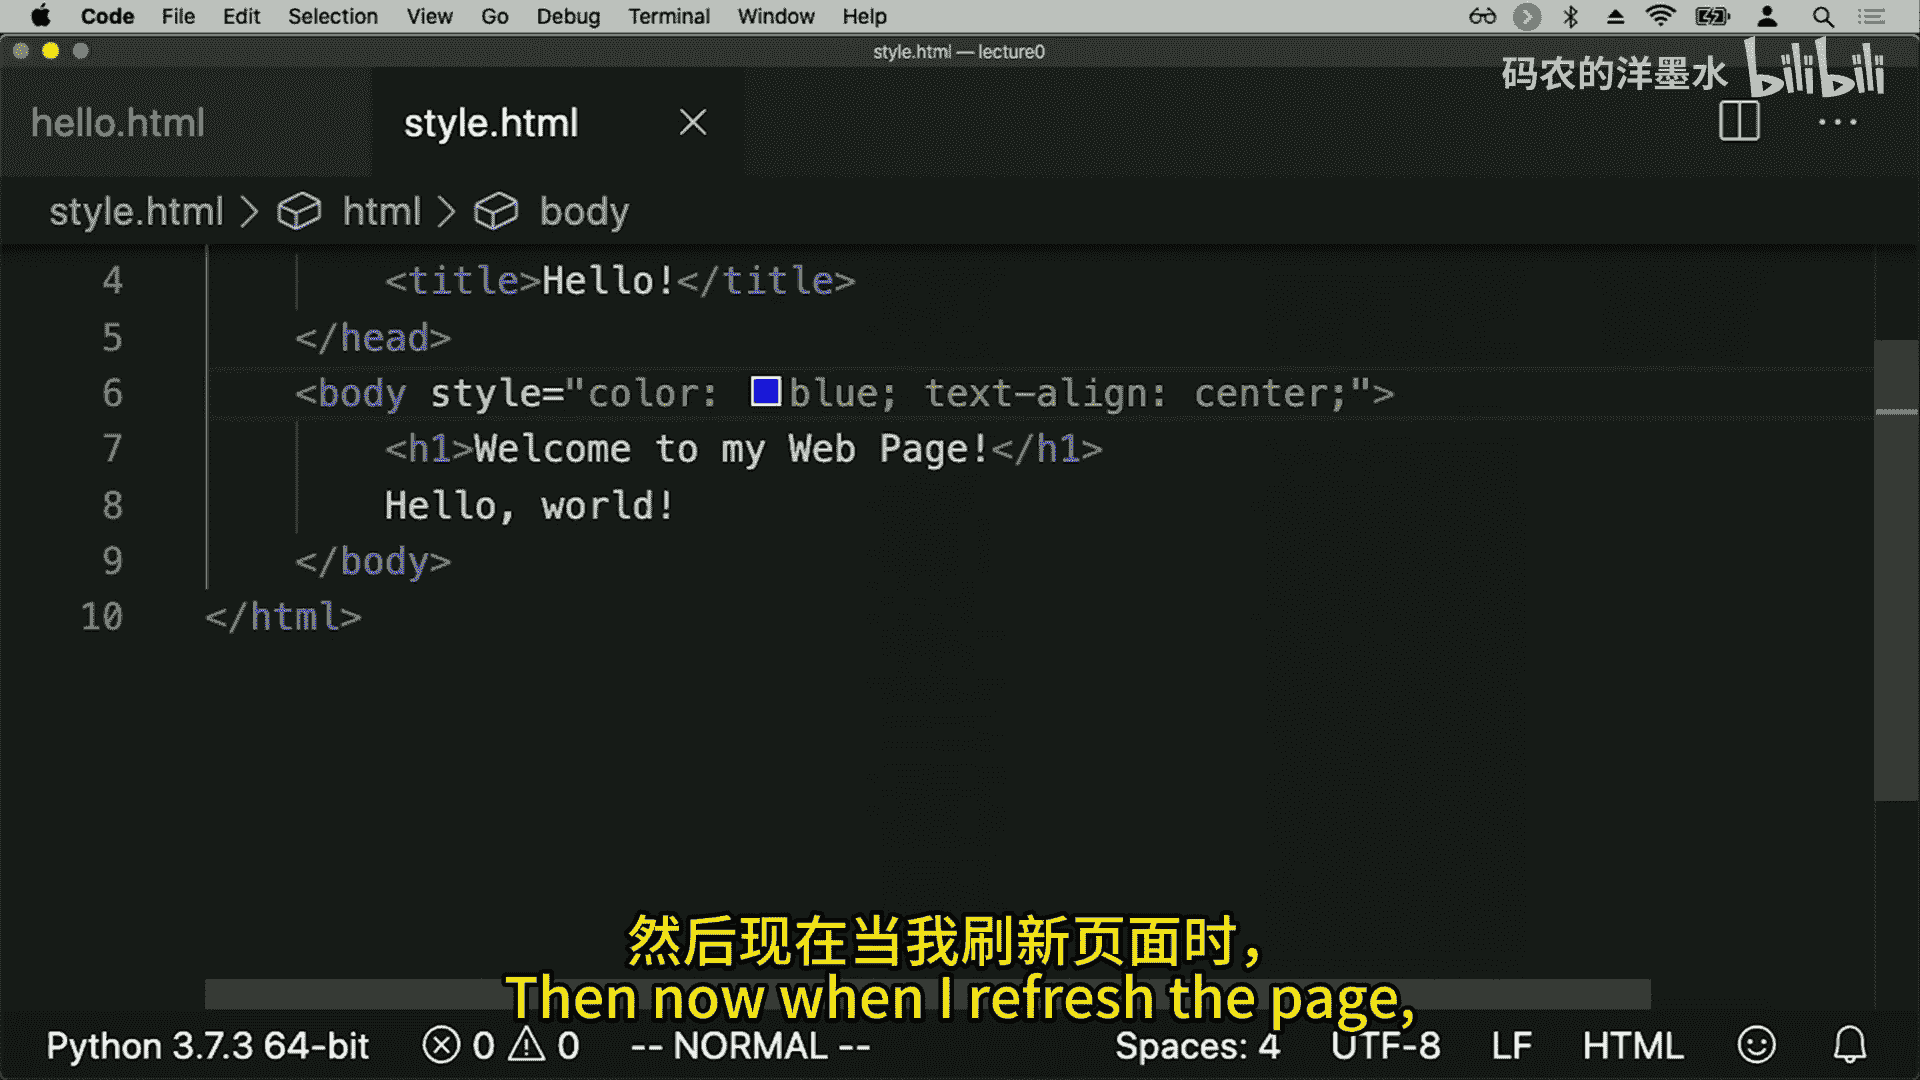 Code File Edit Selection View Go Debug Terminal Window Help
style.html — lecture0
码农的洋墨水 bilibili
hello.html style.html
style.html > html > body
4 <title>Hello!</title>
5 </head>
6 <body style="color: blue; text-align: center;">
7 <h1>Welcome to my Web Page!</h1>
8 Hello, world!
9 </body>
10 </html>
然后现在当我刷新页面时，
Then now when I refresh the page,
Python 3.7.3 64-bit 0 0 -- NORMAL -- Spaces: 4 UTF-8 LF HTML